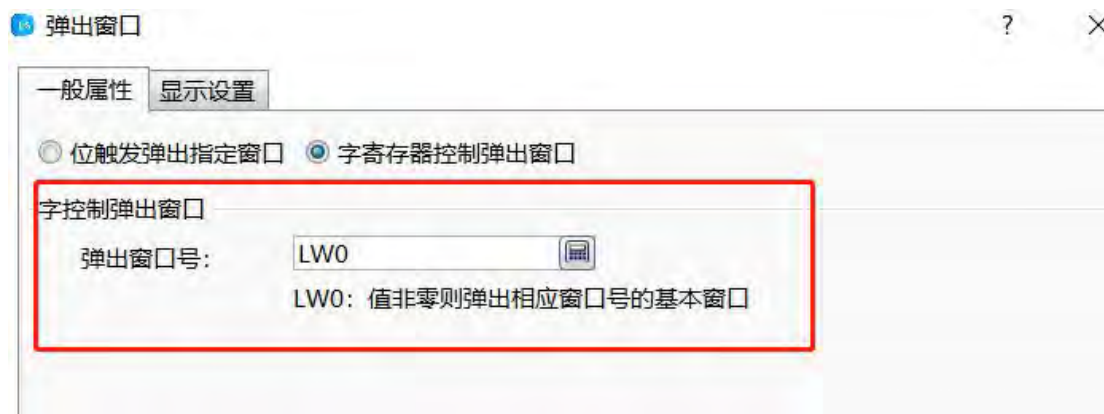 弹出窗口 ?
一般属性 显示设置
位触发弹出指定窗口 字寄存器控制弹出窗口
字控制弹出窗口
弹出窗口号: LW0
LW0: 值非零则弹出相应窗口号的基本窗口